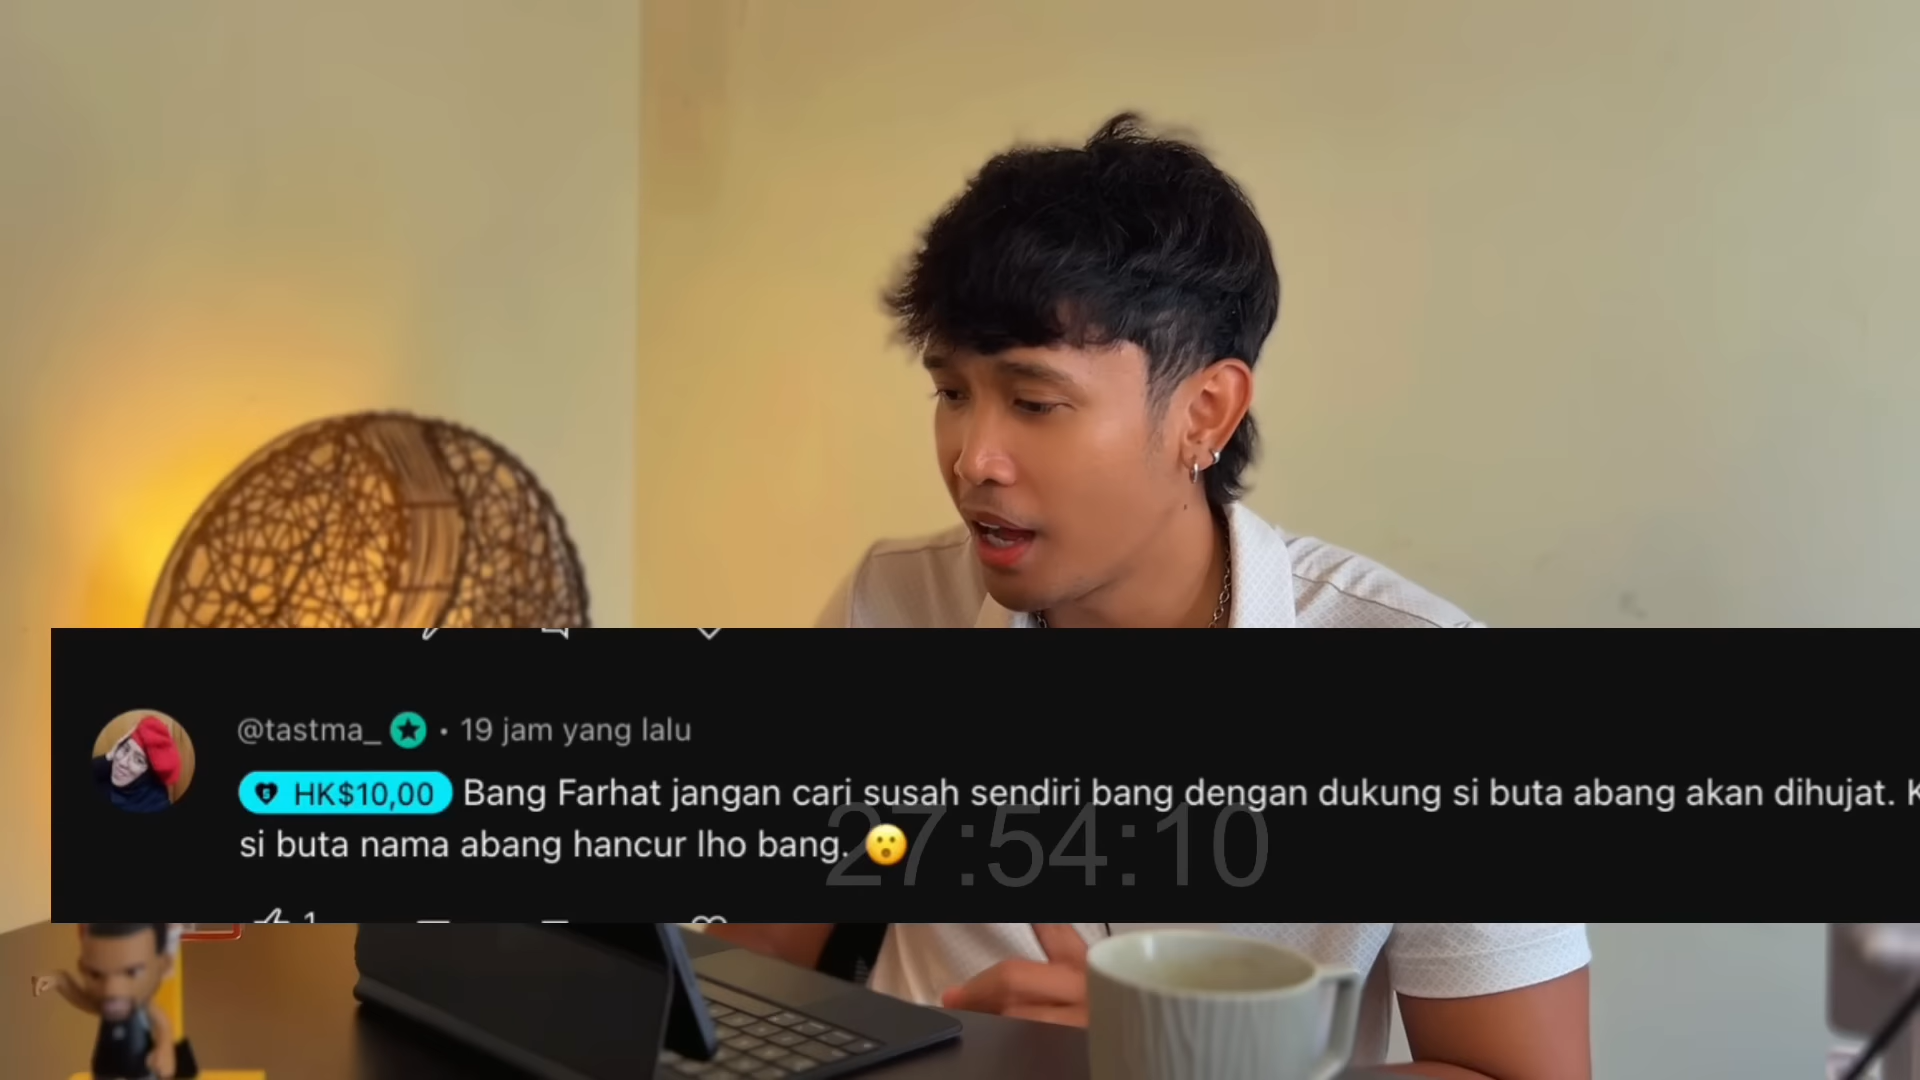 @tastma_ • 19 jam yang lalu
HK$10,00 Bang Farhat jangan cari susah sendiri bang dengan dukung si buta abang akan dihujat. K
si buta nama abang hancur lho bang. 😮
27:54:10
1